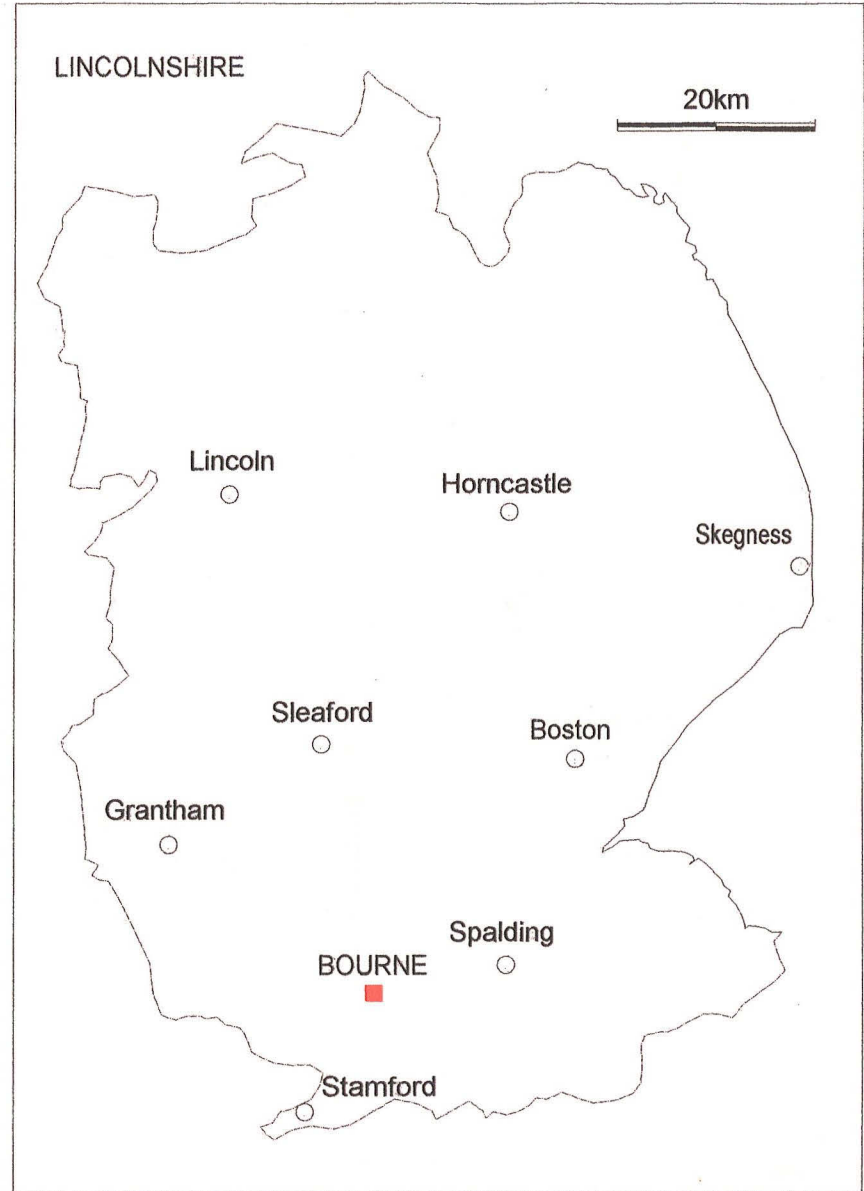 LINCOLNSHIRE
20km
Lincoln
Horncastle
Skegness
Sleaford
Boston
Grantham
Spalding
BOURNE
Stamford